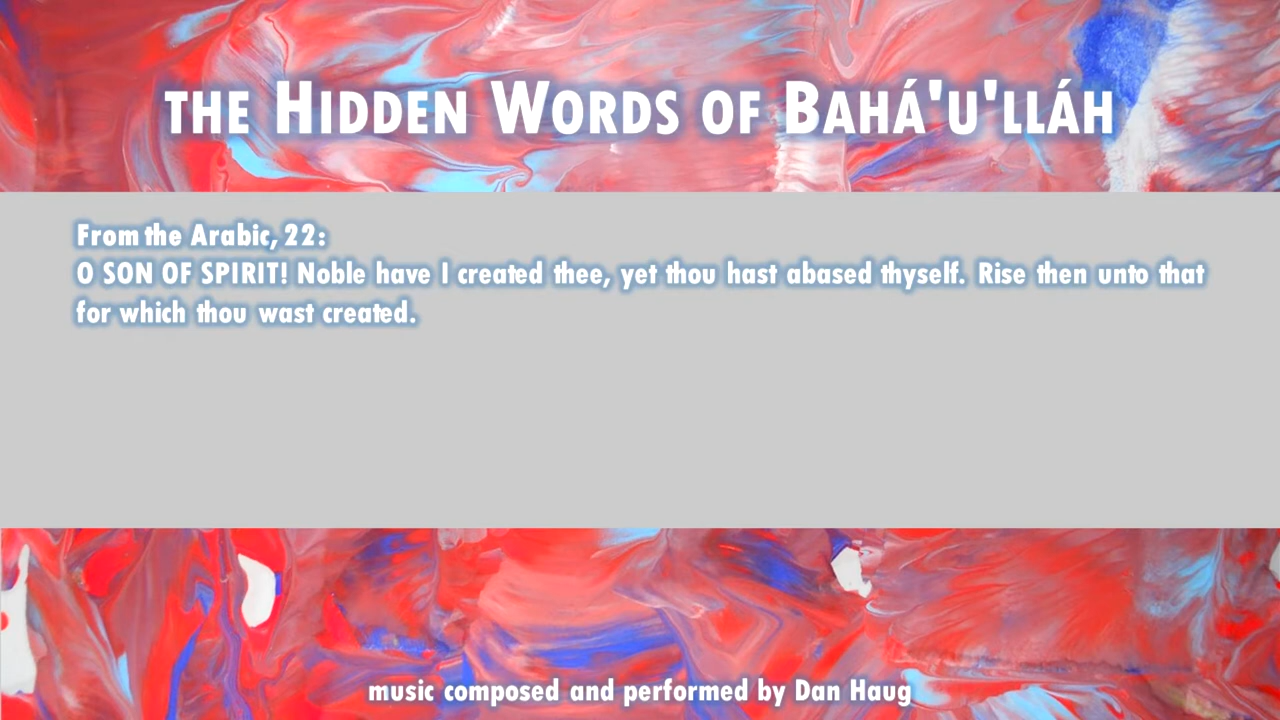 THE HIDDEN WORDS OF BAHÁ'U'LLÁH
From the Arabic, 22:
O SON OF SPIRIT! Noble have I created thee, yet thou hast abased thyself. Rise then unto that
for which thou wast created.
music composed and performed by Dan Haug